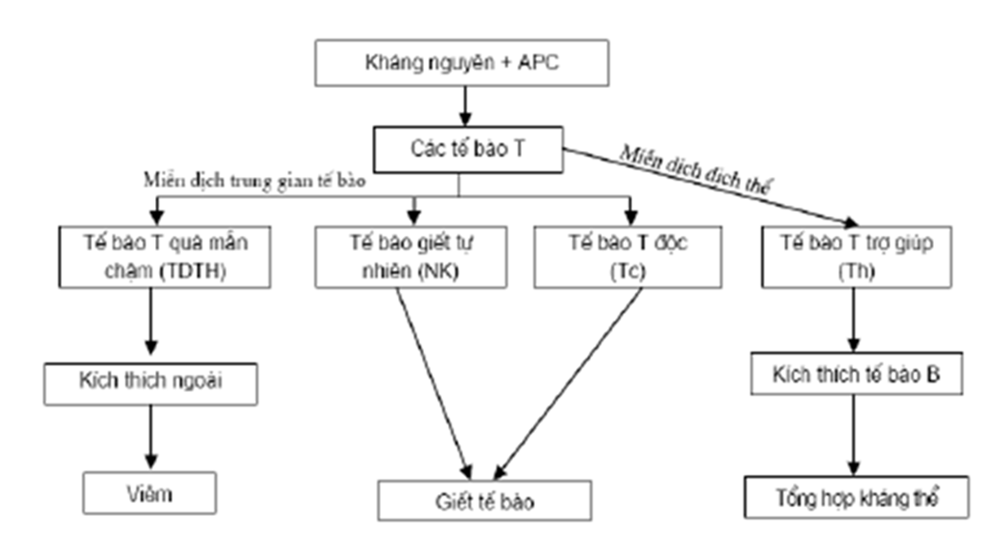 Kháng nguyên + APC
Các tế bào T
Miễn dịch trung gian tế bào
Miễn dịch dịch thể
Tế bào T quá mẫn
chậm (TDTH)
Tế bào giết tự
nhiên (NK)
Tế bào T độc
(Tc)
Tế bào T trợ giúp
(Th)
Kích thích ngoài
Kích thích tế bào B
Viêm
Giết tế bào
Tổng hợp kháng thể